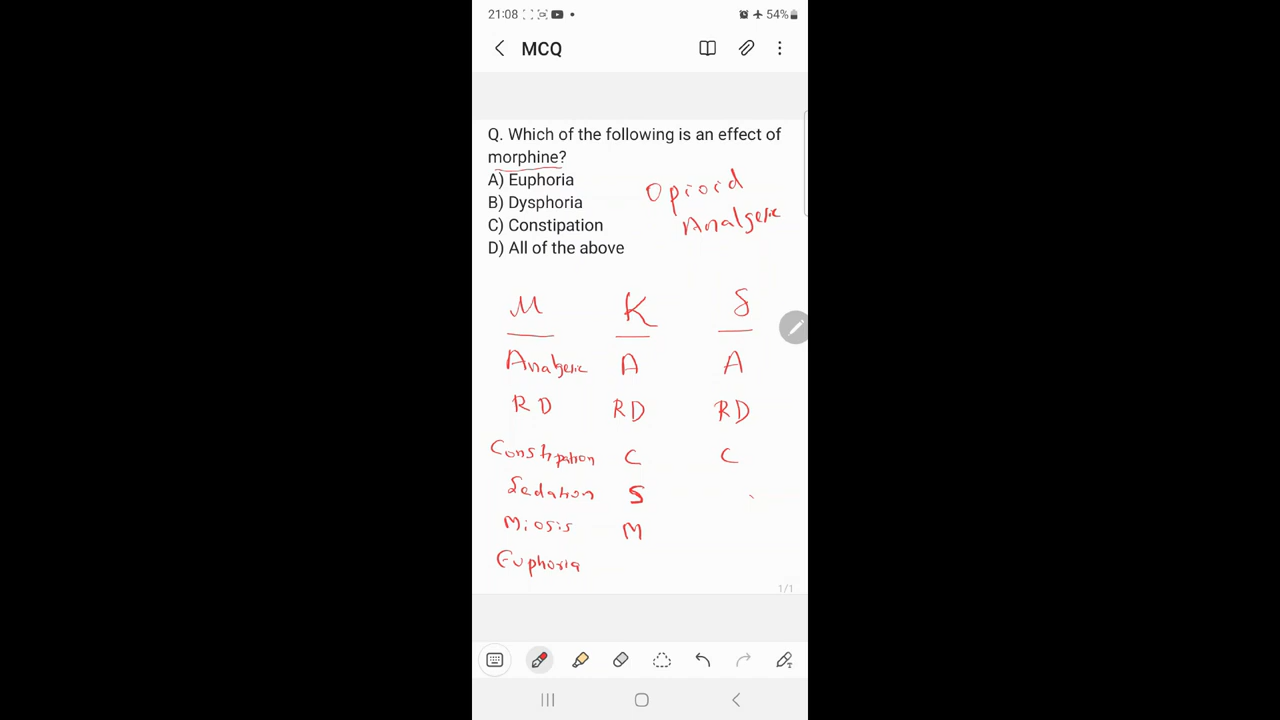 21:08 54%
MCQ
Q. Which of the following is an effect of
morphine?
A) Euphoria
B) Dysphoria
C) Constipation
D) All of the above
Opioid
Analgesic
M K δ
Analgesic A A
RD RD RD
Constipation C C
Sedation S
Miosis M
Euphoria
1/1